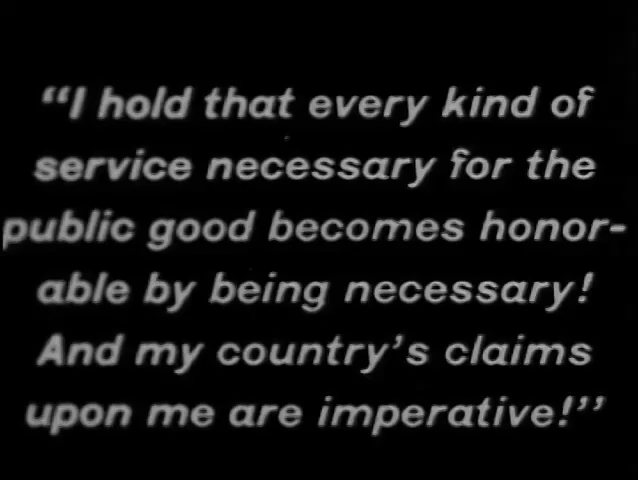 “I hold that every kind of
service necessary for the
public good becomes honor-
able by being necessary!
And my country’s claims
upon me are imperative!”